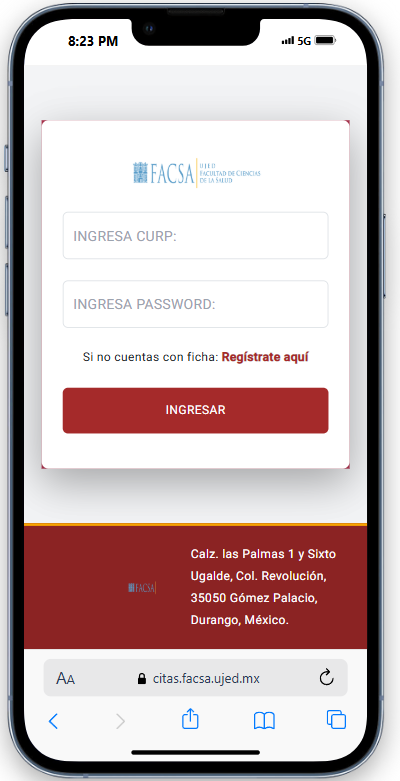 8:23 PM
5G
FACSA
UJED
FACULTAD DE CIENCIAS
DE LA SALUD
INGRESA CURP:
INGRESA PASSWORD:
Si no cuentas con ficha: Regístrate aquí
INGRESAR
FACSA
Calz. las Palmas 1 y Sixto
Ugalde, Col. Revolución,
35050 Gómez Palacio,
Durango, México.
AA
citas.facsa.ujed.mx